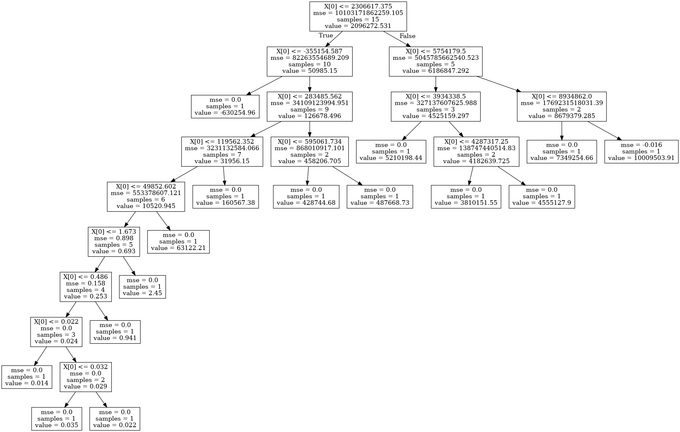 X[0] <= 2306617.375
mse = 10103171862259.105
samples = 15
value = 2096272.531
True
False
X[0] <= -355154.587
mse = 82263554689.209
samples = 10
value = 50985.15
X[0] <= 5754179.5
mse = 5045785662540.523
samples = 5
value = 6186847.292
mse = 0.0
samples = 1
value = -630254.96
X[0] <= 283485.562
mse = 34109123994.951
samples = 9
value = 126678.496
X[0] <= 3934338.5
mse = 327137607625.988
samples = 3
value = 4525159.297
X[0] <= 8934862.0
mse = 1769231518031.39
samples = 2
value = 8679379.285
X[0] <= 119562.352
mse = 3231132584.066
samples = 7
value = 31956.15
X[0] <= 595061.734
mse = 868010917.101
samples = 2
value = 458206.705
mse = 0.0
samples = 1
value = 5210198.44
X[0] <= 4287317.25
mse = 138747440514.83
samples = 2
value = 4182639.725
mse = 0.0
samples = 1
value = 7349254.66
mse = -0.016
samples = 1
value = 10009503.91
X[0] <= 49852.602
mse = 553378607.121
samples = 6
value = 10520.945
mse = 0.0
samples = 1
value = 160567.38
mse = 0.0
samples = 1
value = 428744.68
mse = 0.0
samples = 1
value = 487668.73
mse = 0.0
samples = 1
value = 3810151.55
mse = 0.0
samples = 1
value = 4555127.9
X[0] <= 1.673
mse = 0.898
samples = 5
value = 0.693
mse = 0.0
samples = 1
value = 63122.21
X[0] <= 0.486
mse = 0.158
samples = 4
value = 0.253
mse = 0.0
samples = 1
value = 2.45
X[0] <= 0.022
mse = 0.0
samples = 3
value = 0.024
mse = 0.0
samples = 1
value = 0.941
mse = 0.0
samples = 1
value = 0.014
X[0] <= 0.032
mse = 0.0
samples = 2
value = 0.029
mse = 0.0
samples = 1
value = 0.035
mse = 0.0
samples = 1
value = 0.022